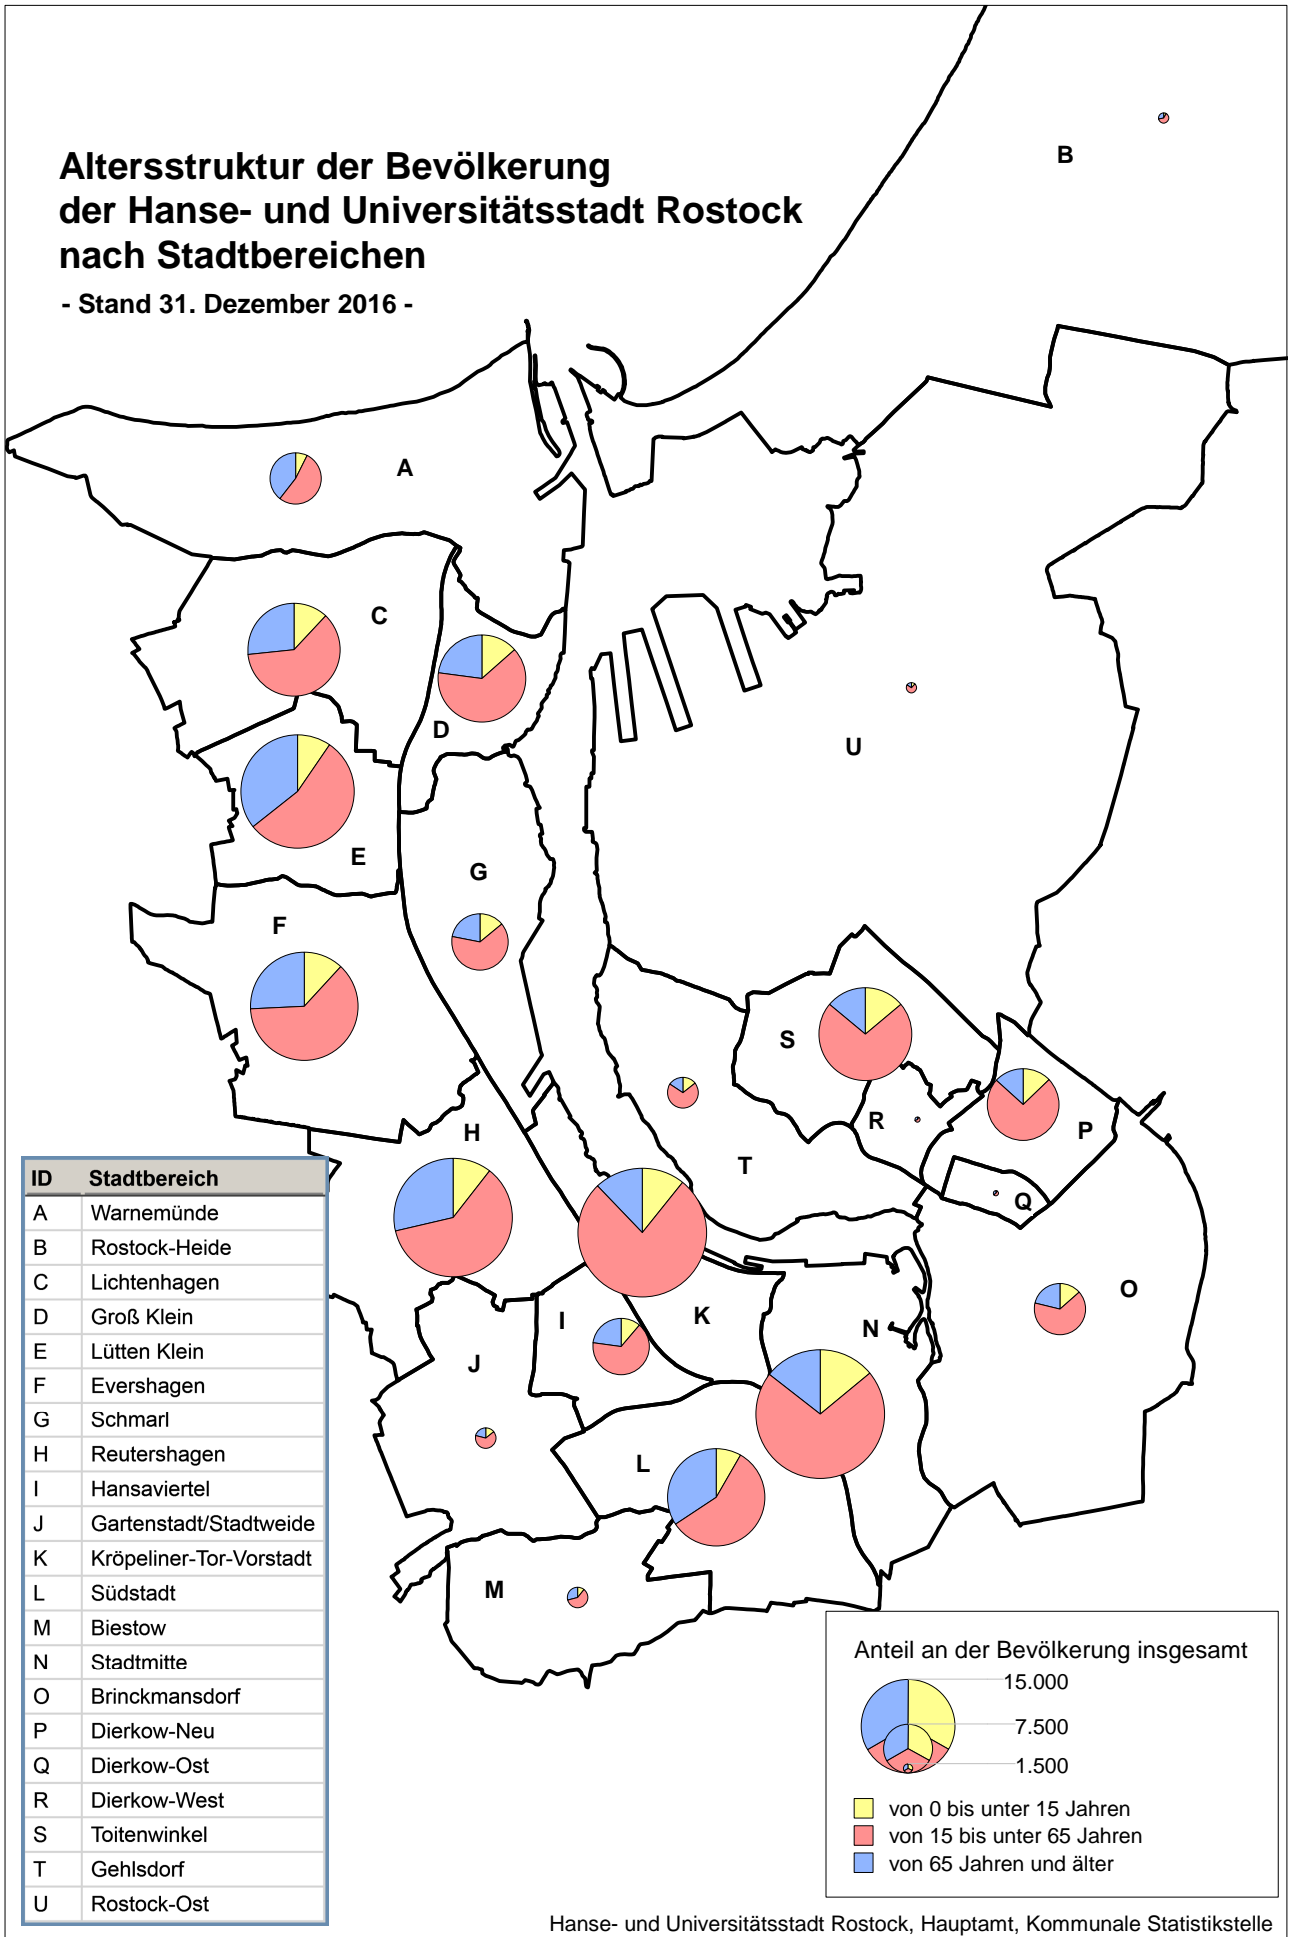 Altersstruktur der Bevölkerung
der Hanse- und Universitätsstadt Rostock
nach Stadtbereichen
- Stand 31. Dezember 2016 -
B
A
C
D
U
E
G
F
S
R
P
H
T
Q
O
I
K
N
J
L
M
ID Stadtbereich
A Warnemünde
B Rostock-Heide
C Lichtenhagen
D Groß Klein
E Lütten Klein
F Evershagen
G Schmarl
H Reutershagen
I Hansaviertel
J Gartenstadt/Stadtweide
K Kröpeliner-Tor-Vorstadt
L Südstadt
M Biestow
N Stadtmitte
O Brinckmansdorf
P Dierkow-Neu
Q Dierkow-Ost
R Dierkow-West
S Toitenwinkel
T Gehlsdorf
U Rostock-Ost
Anteil an der Bevölkerung insgesamt
15.000
7.500
1.500
von 0 bis unter 15 Jahren
von 15 bis unter 65 Jahren
von 65 Jahren und älter
Hanse- und Universitätsstadt Rostock, Hauptamt, Kommunale Statistikstelle